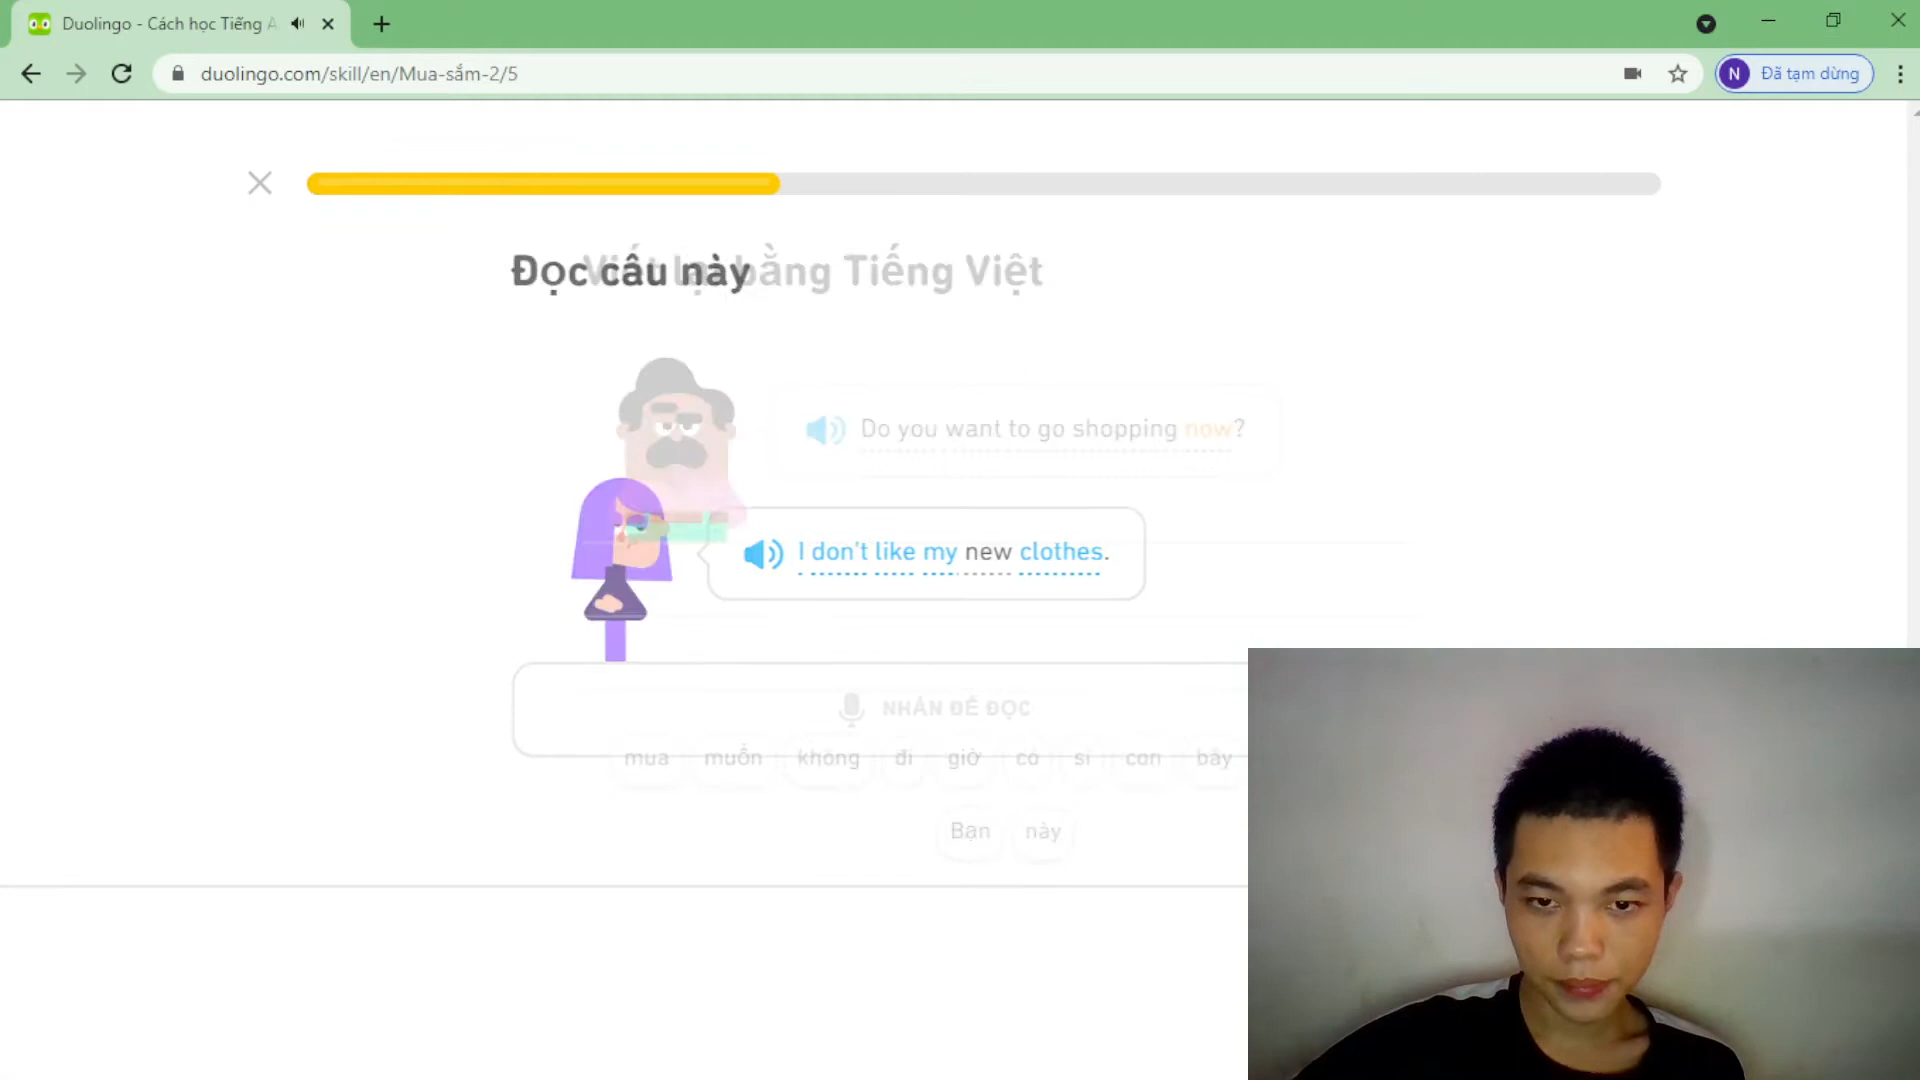 Duolingo - Cách học Tiếng A
duolingo.com/skill/en/Mua-sắm-2/5
N Đã tạm dừng
Đọc câu này
Viết lại bằng Tiếng Việt
Do you want to go shopping now?
I don't like my new clothes.
NHẤN ĐỂ ĐỌC
mua muốn không đi giờ có sỉ con bây
Bạn này